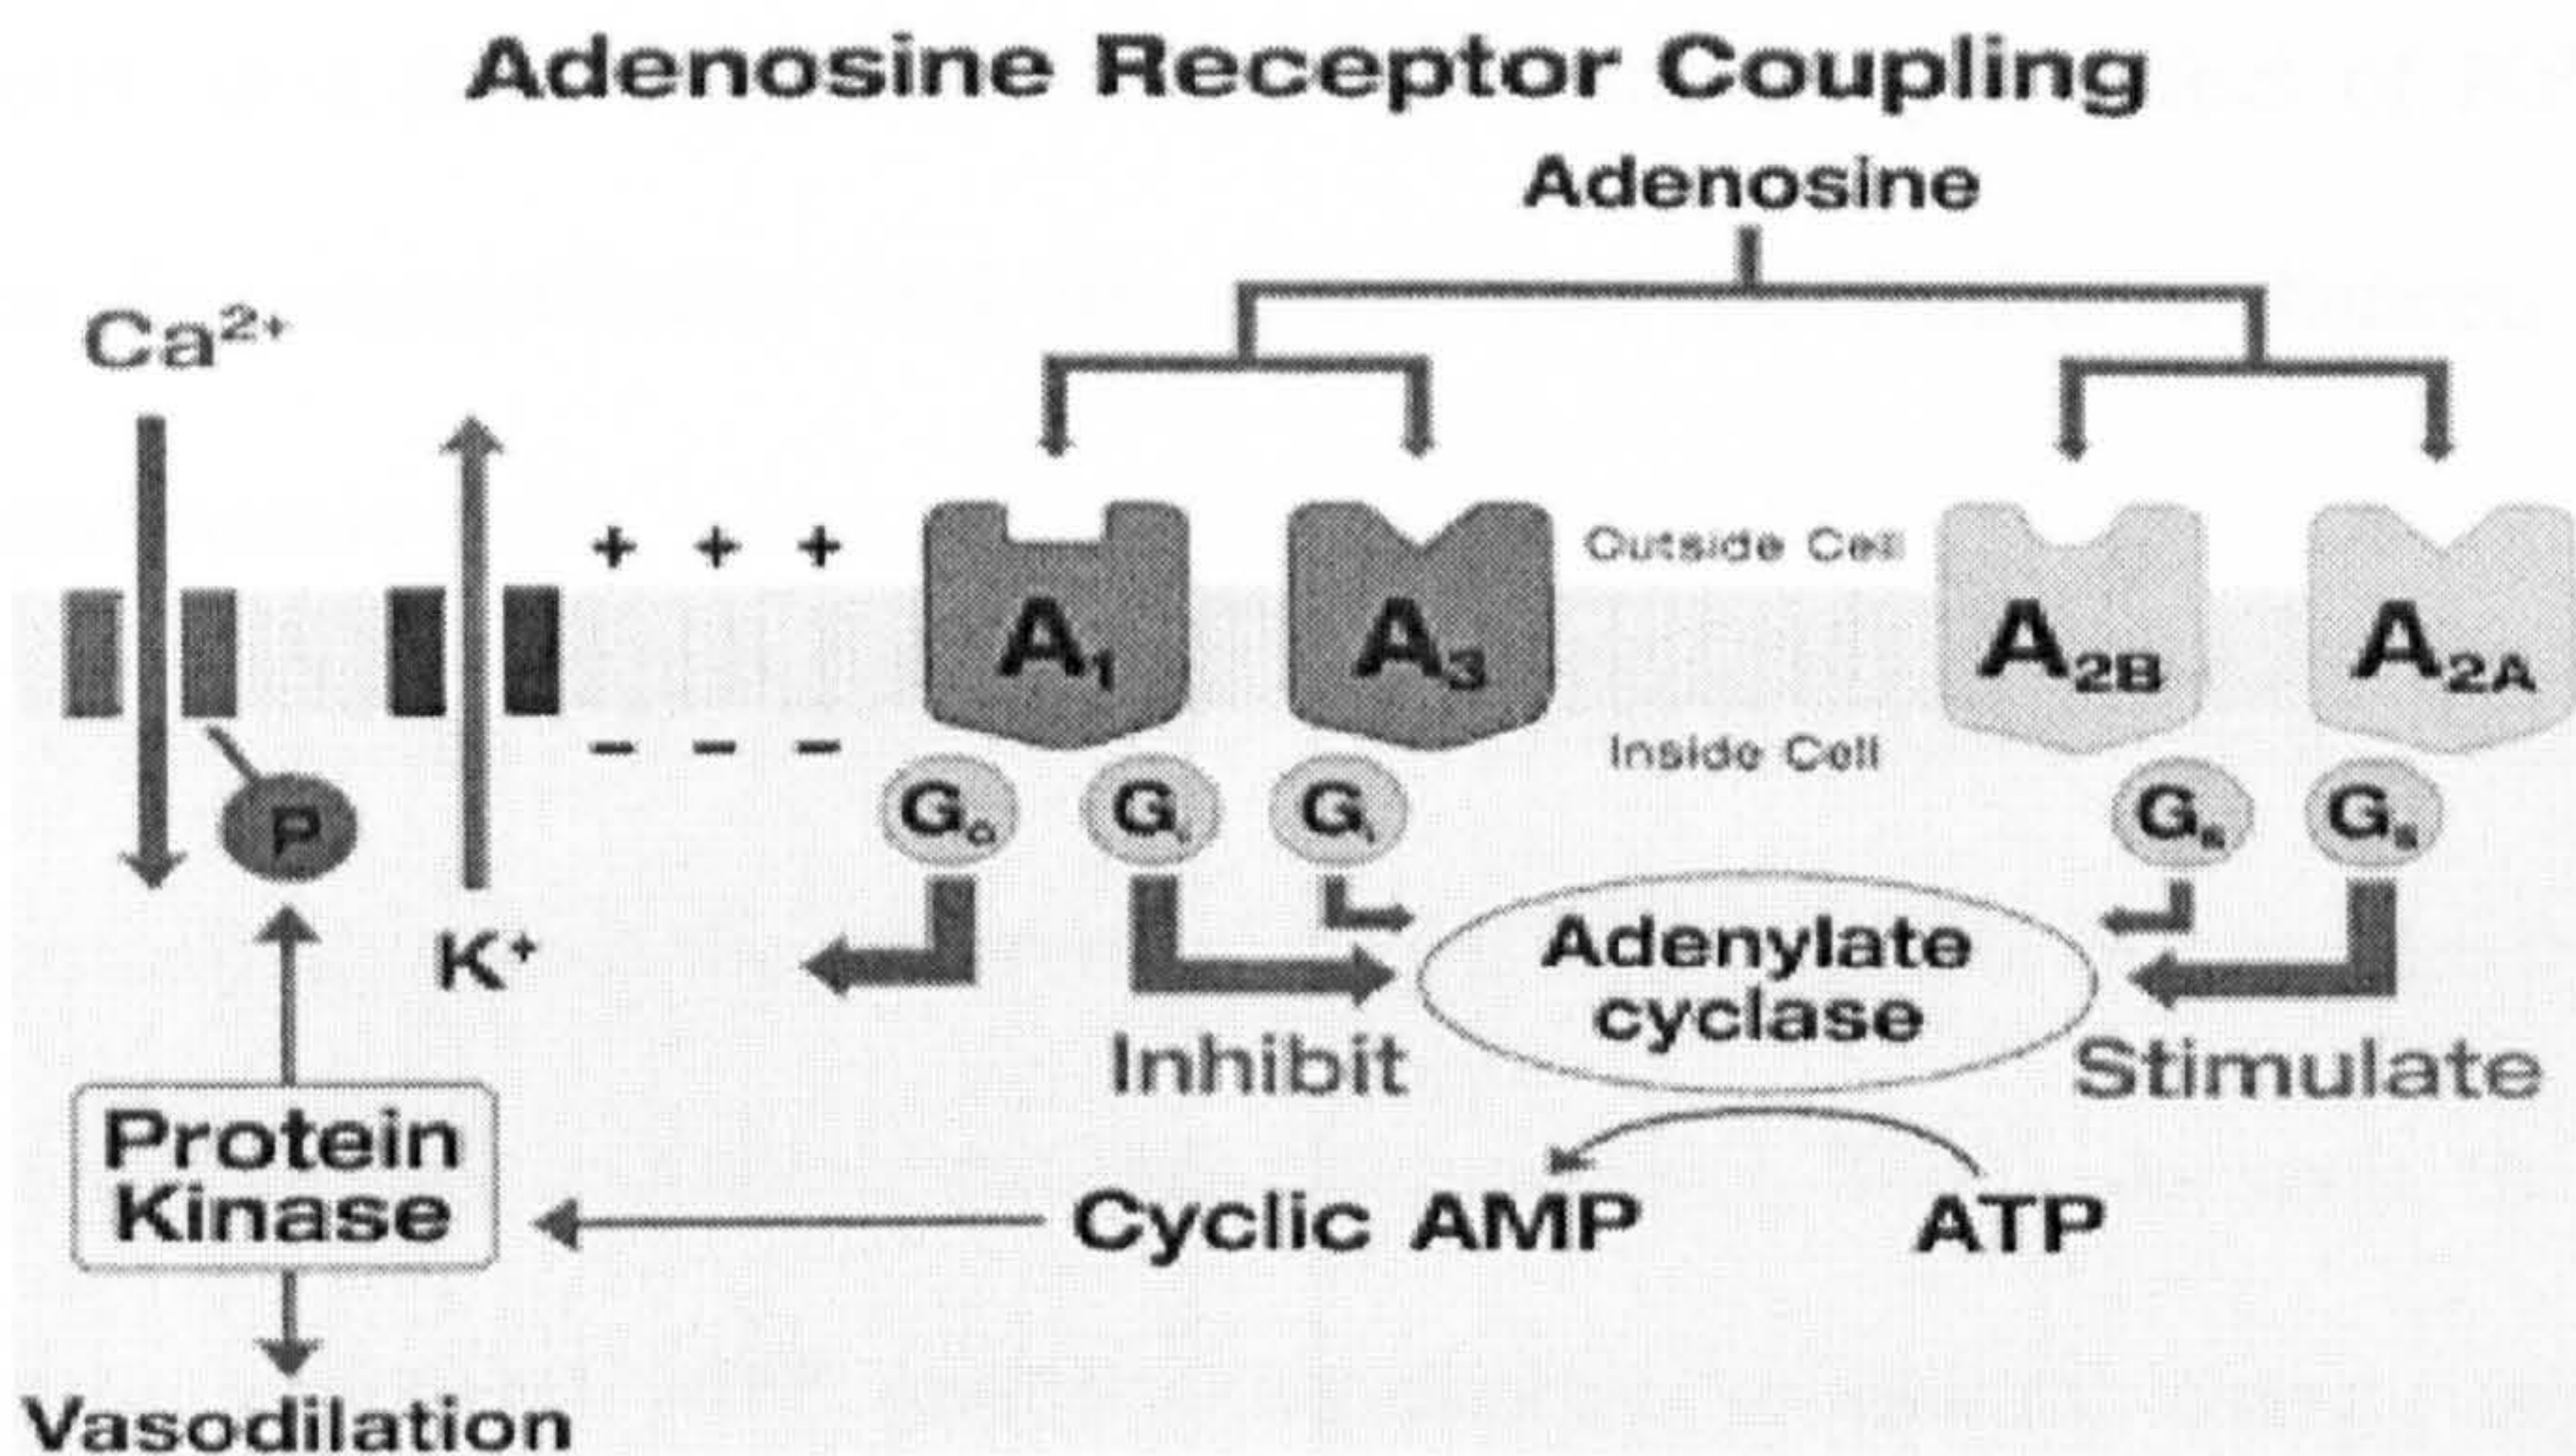 Adenosine Receptor Coupling
Adenosine
Ca²⁺
+ + +
Outside Cell
A₁
A₃
A₂B
A₂A
− − −
Inside Cell
P
Gₒ
Gᵢ
Gᵢ
Gₛ
Gₛ
K⁺
Adenylate
cyclase
Inhibit
Stimulate
Protein
Kinase
Cyclic AMP
ATP
Vasodilation